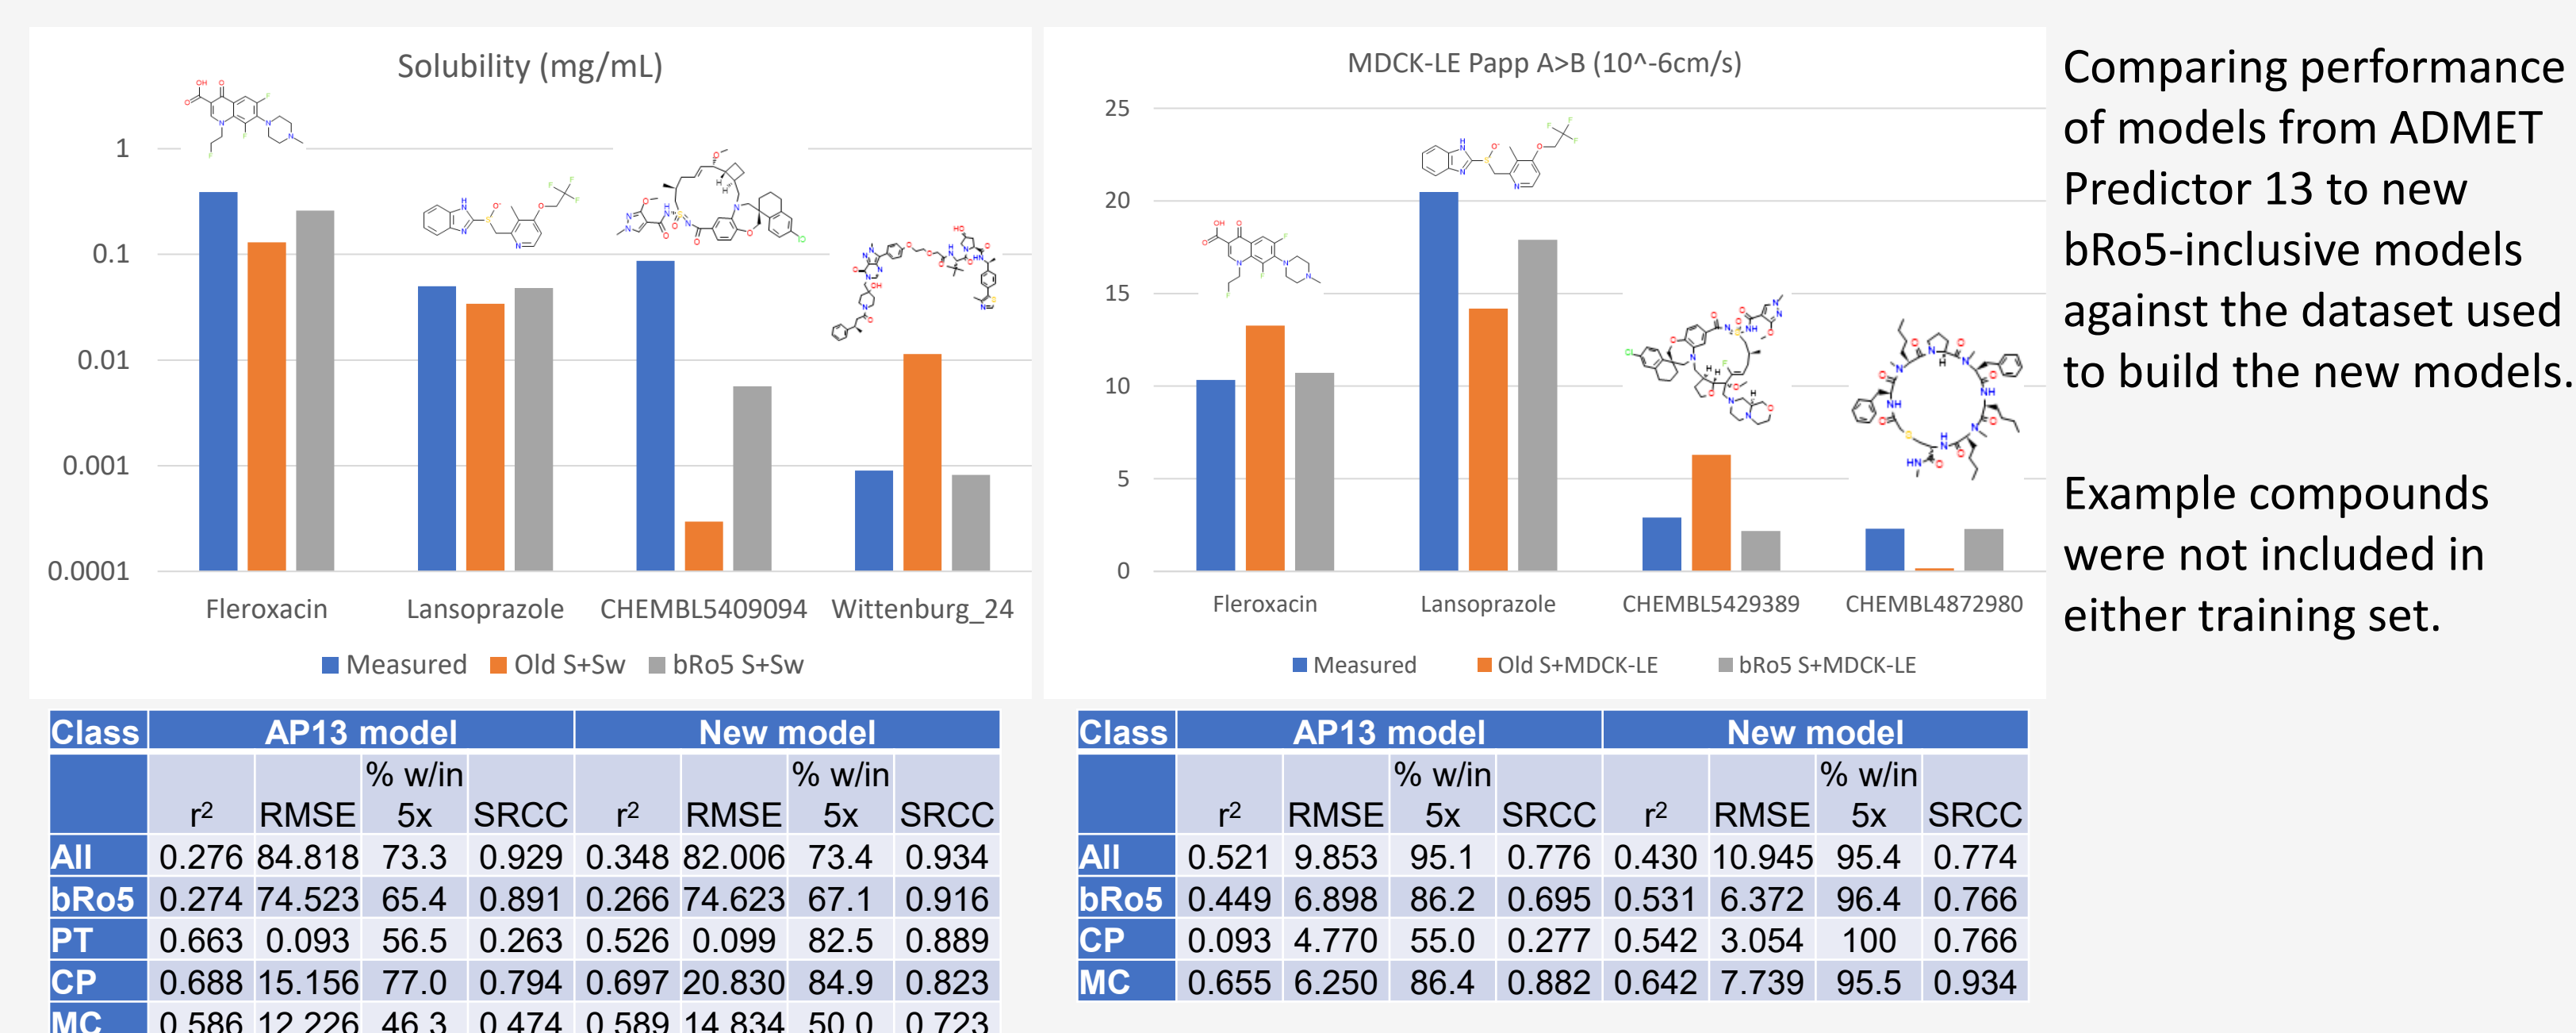 Solubility (mg/mL)
1
0.1
0.01
0.001
0.0001
Fleroxacin Lansoprazole CHEMBL5409094 Wittenburg_24
Measured Old S+Sw bRo5 S+Sw
MDCK-LE Papp A>B (10^-6cm/s)
25
20
15
10
5
0
Fleroxacin Lansoprazole CHEMBL5429389 CHEMBL4872980
Measured Old S+MDCK-LE bRo5 S+MDCK-LE
Comparing performance
of models from ADMET
Predictor 13 to new
bRo5-inclusive models
against the dataset used
to build the new models.
Example compounds
were not included in
either training set.
Class AP13 model New model
r² RMSE % w/in 5x SRCC r² RMSE % w/in 5x SRCC
All 0.276 84.818 73.3 0.929 0.348 82.006 73.4 0.934
bRo5 0.274 74.523 65.4 0.891 0.266 74.623 67.1 0.916
PT 0.663 0.093 56.5 0.263 0.526 0.099 82.5 0.889
CP 0.688 15.156 77.0 0.794 0.697 20.830 84.9 0.823
MC 0.586 12.226 46.3 0.474 0.589 14.834 50.0 0.723
Class AP13 model New model
r² RMSE % w/in 5x SRCC r² RMSE % w/in 5x SRCC
All 0.521 9.853 95.1 0.776 0.430 10.945 95.4 0.774
bRo5 0.449 6.898 86.2 0.695 0.531 6.372 96.4 0.766
CP 0.093 4.770 55.0 0.277 0.542 3.054 100 0.766
MC 0.655 6.250 86.4 0.882 0.642 7.739 95.5 0.934